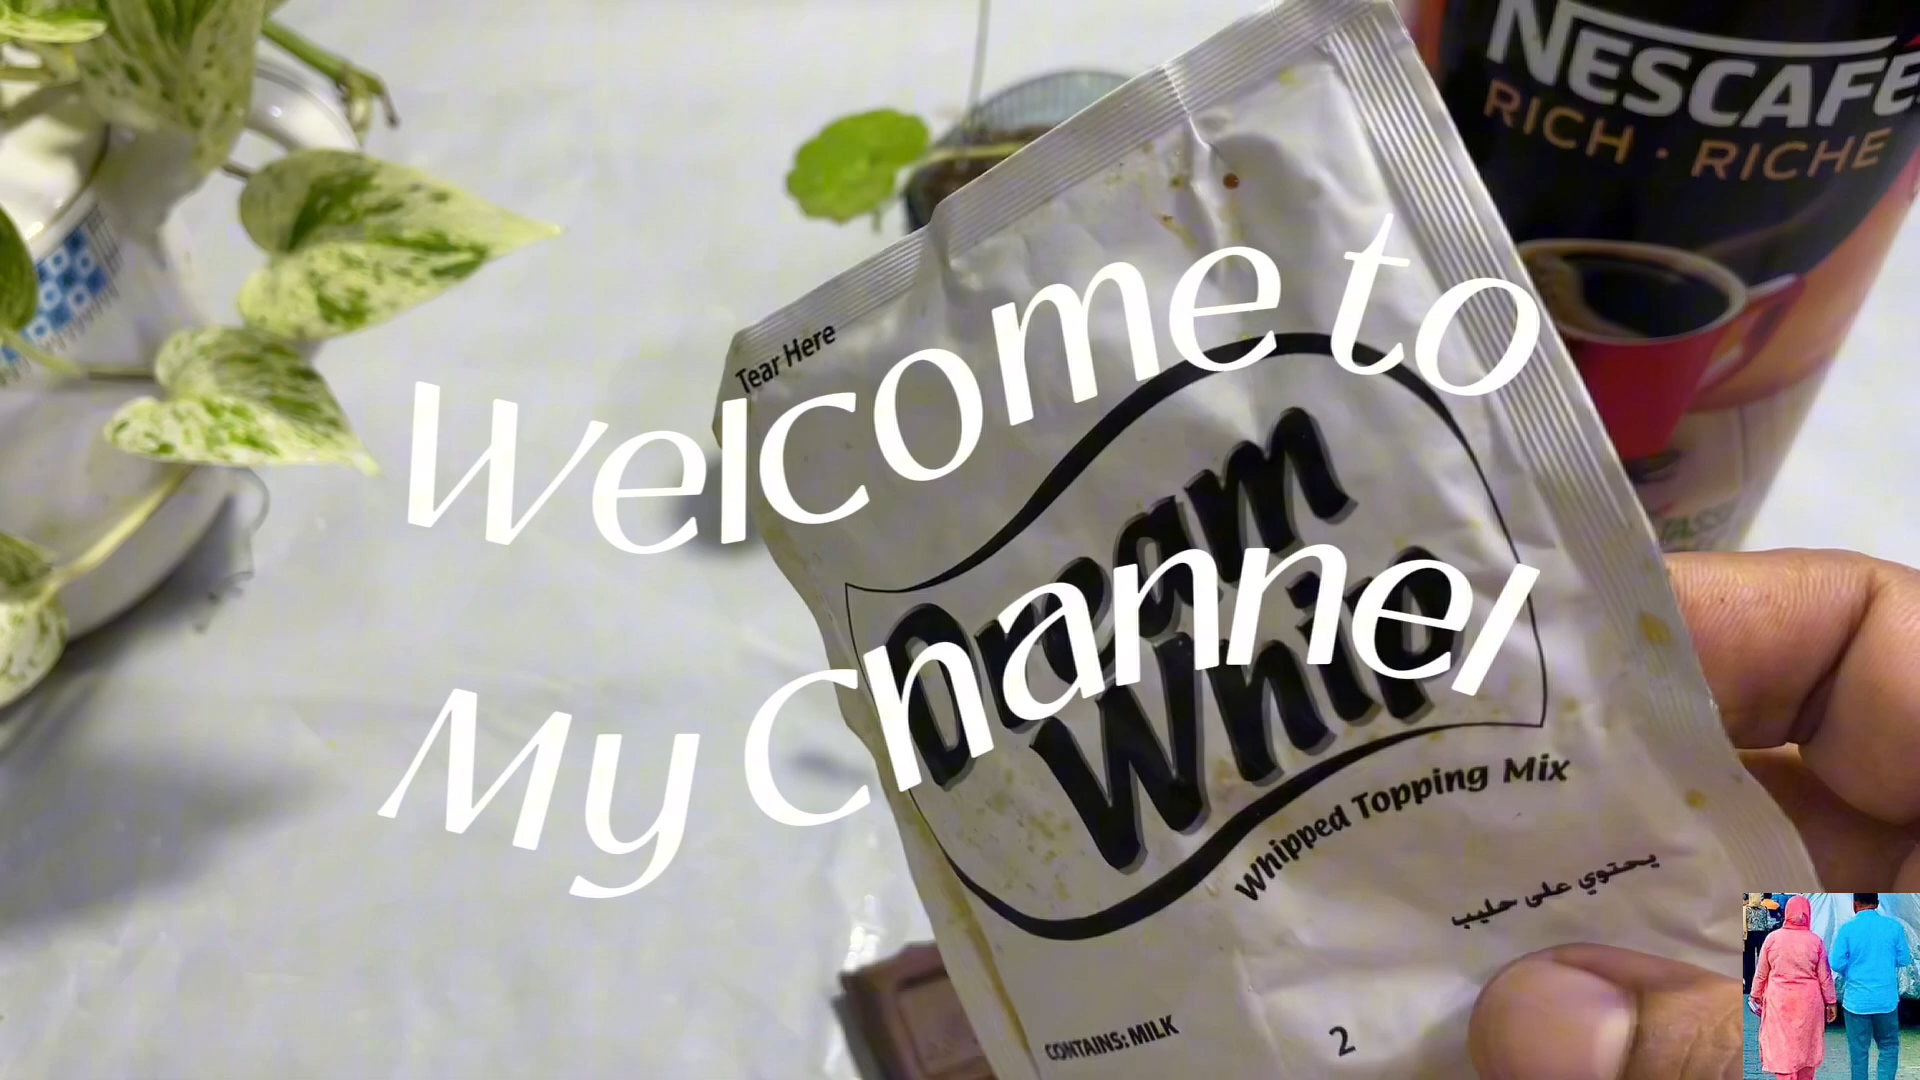 NESCAFÉ
RICH · RICHE
Tear Here
Welcome to
My Channel
Dream
Whip
Whipped Topping Mix
يحتوي على حليب
CONTAINS: MILK
2